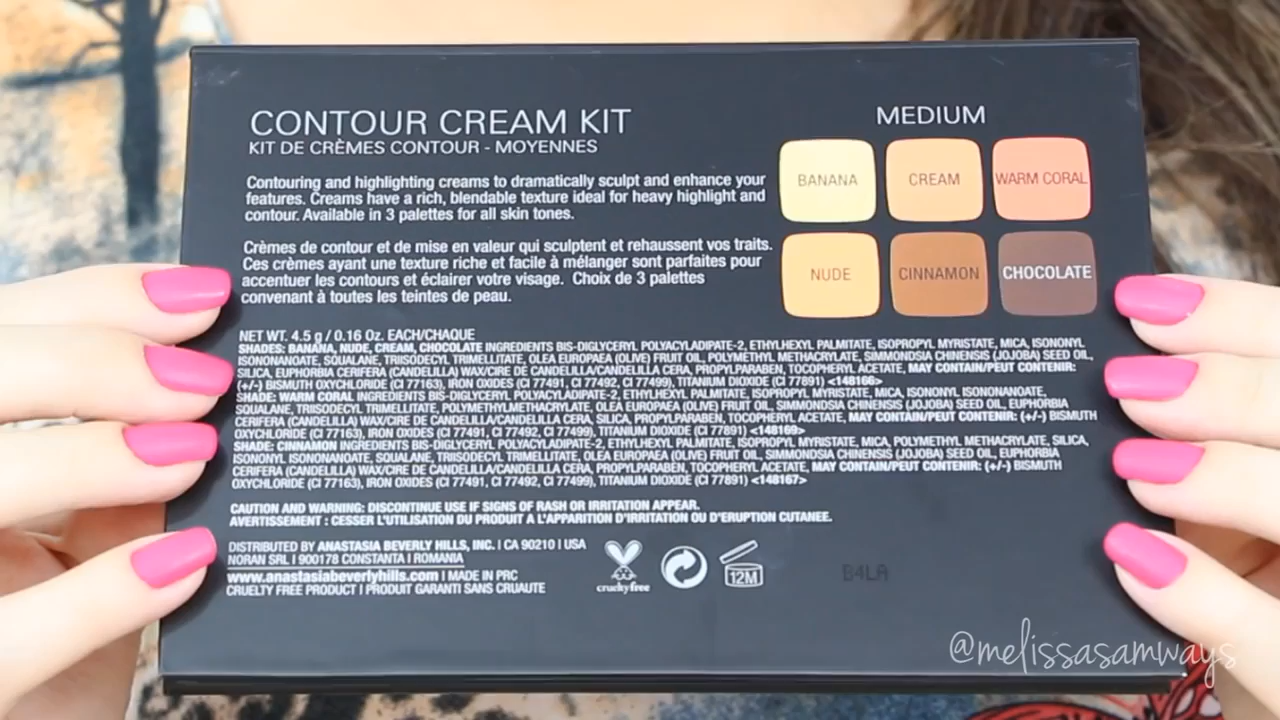 CONTOUR CREAM KIT
KIT DE CRÈMES CONTOUR - MOYENNES
Contouring and highlighting creams to dramatically sculpt and enhance your
features. Creams have a rich, blendable texture ideal for heavy highlight and
contour. Available in 3 palettes for all skin tones.
Crèmes de contour et de mise en valeur qui sculptent et rehaussent vos traits.
Ces crèmes ayant une texture riche et facile à mélanger sont parfaites pour
accentuer les contours et éclairer votre visage. Choix de 3 palettes
convenant à toutes les teintes de peau.
MEDIUM
BANANA CREAM WARM CORAL
NUDE CINNAMON CHOCOLATE
NET WT. 4.5 g / 0.16 Oz. EACH/CHAQUE
SHADES: BANANA, NUDE, CREAM, CHOCOLATE INGREDIENTS BIS-DIGLYCERYL POLYACYLADIPATE-2, ETHYLHEXYL PALMITATE, ISOPROPYL MYRISTATE, MICA, ISONONYL
ISONONANOATE, SQUALANE, TRIISODECYL TRIMELLITATE, OLEA EUROPAEA (OLIVE) FRUIT OIL, POLYMETHYL METHACRYLATE, SIMMONDSIA CHINENSIS (JOJOBA) SEED OIL,
SILICA, EUPHORBIA CERIFERA (CANDELILLA) WAX/CIRE DE CANDELILLA/CANDELILLA CERA, PROPYLPARABEN, TOCOPHERYL ACETATE, MAY CONTAIN/PEUT CONTENIR:
(+/-) BISMUTH OXYCHLORIDE (CI 77163), IRON OXIDES (CI 77491, CI 77492, CI 77499), TITANIUM DIOXIDE (CI 77891) <148166>
SHADE: WARM CORAL INGREDIENTS BIS-DIGLYCERYL POLYACYLADIPATE-2, ETHYLHEXYL PALMITATE, ISOPROPYL MYRISTATE, MICA, ISONONYL ISONONANOATE,
SQUALANE, TRIISODECYL TRIMELLITATE, POLYMETHYLMETHACRYLATE, OLEA EUROPAEA (OLIVE) FRUIT OIL, SIMMONDSIA CHINENSIS (JOJOBA) SEED OIL, EUPHORBIA
CERIFERA (CANDELILLA) WAX/CIRE DE CANDELILLA/CANDELILLA CERA, SILICA, PROPYLPARABEN, TOCOPHERYL ACETATE, MAY CONTAIN/PEUT CONTENIR: (+/-) BISMUTH
OXYCHLORIDE (CI 77163), IRON OXIDES (CI 77491, CI 77492, CI 77499), TITANIUM DIOXIDE (CI 77891) <148169>
SHADE: CINNAMON INGREDIENTS BIS-DIGLYCERYL POLYACYLADIPATE-2, ETHYLHEXYL PALMITATE, ISOPROPYL MYRISTATE, MICA, POLYMETHYL METHACRYLATE, SILICA,
ISONONYL ISONONANOATE, SQUALANE, TRIISODECYL TRIMELLITATE, OLEA EUROPAEA (OLIVE) FRUIT OIL, SIMMONDSIA CHINENSIS (JOJOBA) SEED OIL, EUPHORBIA
CERIFERA (CANDELILLA) WAX/CIRE DE CANDELILLA/CANDELILLA CERA, PROPYLPARABEN, TOCOPHERYL ACETATE, MAY CONTAIN/PEUT CONTENIR: (+/-) BISMUTH
OXYCHLORIDE (CI 77163), IRON OXIDES (CI 77491, CI 77492, CI 77499), TITANIUM DIOXIDE (CI 77891) <148167>
CAUTION AND WARNING: DISCONTINUE USE IF SIGNS OF RASH OR IRRITATION APPEAR.
AVERTISSEMENT : CESSER L'UTILISATION DU PRODUIT A L'APPARITION D'IRRITATION OU D'ERUPTION CUTANEE.
DISTRIBUTED BY ANASTASIA BEVERLY HILLS, INC. | CA 90210 | USA
NORAN SRL | 900178 CONSTANTA | ROMANIA
www.anastasiabeverlyhills.com | MADE IN PRC
CRUELTY FREE PRODUCT | PRODUIT GARANTI SANS CRUAUTE
crueltyfree
12M
B4LA
@melissasamways